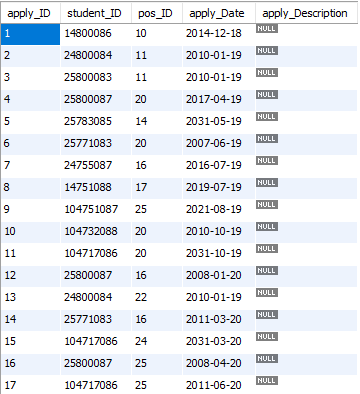 apply_ID student_ID pos_ID apply_Date apply_Description
1 14800086 10 2014-12-18 NULL
2 24800084 11 2010-01-19 NULL
3 25800083 11 2010-01-19 NULL
4 25800087 20 2017-04-19 NULL
5 25783085 14 2031-05-19 NULL
6 25771083 20 2007-06-19 NULL
7 24755087 16 2016-07-19 NULL
8 14751088 17 2019-07-19 NULL
9 104751087 25 2021-08-19 NULL
10 104732088 20 2010-10-19 NULL
11 104717086 20 2031-10-19 NULL
12 25800087 16 2008-01-20 NULL
13 24800084 22 2010-01-19 NULL
14 25771083 16 2011-03-20 NULL
15 104717086 24 2031-03-20 NULL
16 25800087 25 2008-04-20 NULL
17 104717086 25 2011-06-20 NULL